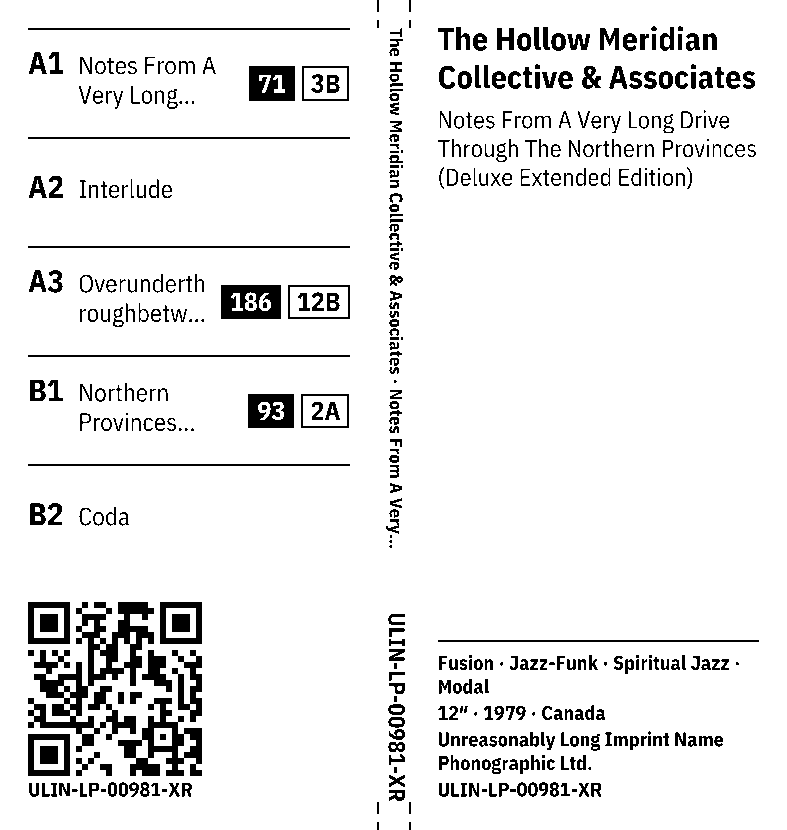 A1 Notes From A
Very Long...
71 3B
A2 Interlude
A3 Overunderth
roughbetw...
186 12B
B1 Northern
Provinces...
93 2A
B2 Coda
ULIN-LP-00981-XR
The Hollow Meridian Collective & Associates · Notes From A Very...
ULIN-LP-00981-XR
The Hollow Meridian
Collective & Associates
Notes From A Very Long Drive
Through The Northern Provinces
(Deluxe Extended Edition)
Fusion · Jazz-Funk · Spiritual Jazz ·
Modal
12″ · 1979 · Canada
Unreasonably Long Imprint Name
Phonographic Ltd.
ULIN-LP-00981-XR